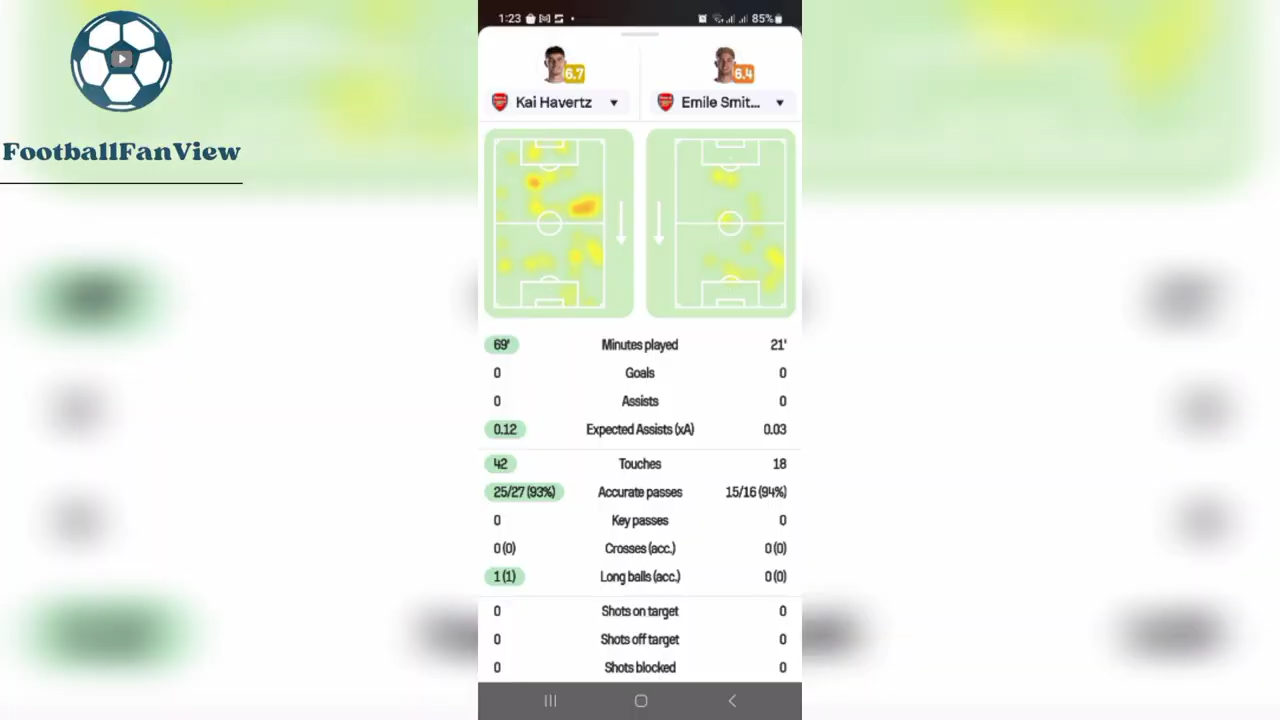 1:23
85%
FootballFanView
6.7
6.4
Kai Havertz
Emile Smit...
69' Minutes played 21'
0 Goals 0
0 Assists 0
0.12 Expected Assists (xA) 0.03
42 Touches 18
25/27 (93%) Accurate passes 15/16 (94%)
0 Key passes 0
0 (0) Crosses (acc.) 0 (0)
1 (1) Long balls (acc.) 0 (0)
0 Shots on target 0
0 Shots off target 0
0 Shots blocked 0